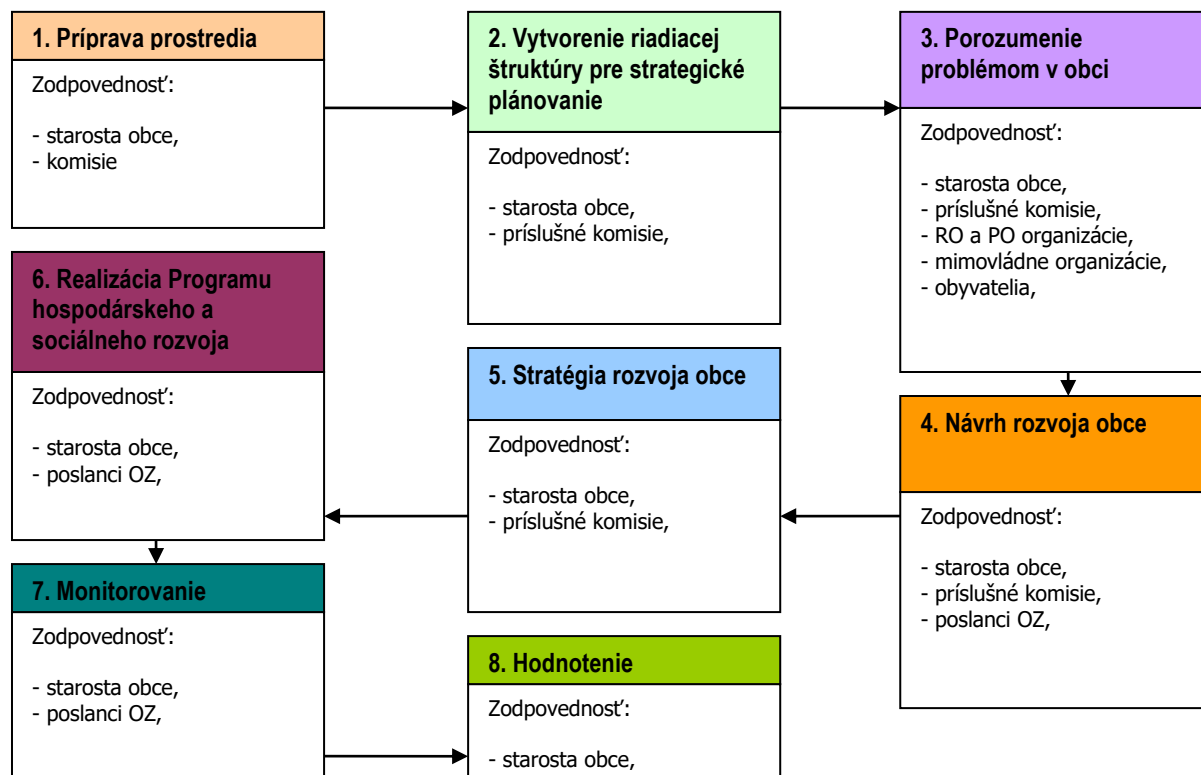 1. Príprava prostredia
Zodpovednosť:
- starosta obce,
- komisie
2. Vytvorenie riadiacej
štruktúry pre strategické
plánovanie
Zodpovednosť:
- starosta obce,
- príslušné komisie,
3. Porozumenie
problémom v obci
Zodpovednosť:
- starosta obce,
- príslušné komisie,
- RO a PO organizácie,
- mimovládne organizácie,
- obyvatelia,
4. Návrh rozvoja obce
Zodpovednosť:
- starosta obce,
- príslušné komisie,
- poslanci OZ,
5. Stratégia rozvoja obce
Zodpovednosť:
- starosta obce,
- príslušné komisie,
6. Realizácia Programu
hospodárskeho a
sociálneho rozvoja
Zodpovednosť:
- starosta obce,
- poslanci OZ,
7. Monitorovanie
Zodpovednosť:
- starosta obce,
- poslanci OZ,
8. Hodnotenie
Zodpovednosť:
- starosta obce,